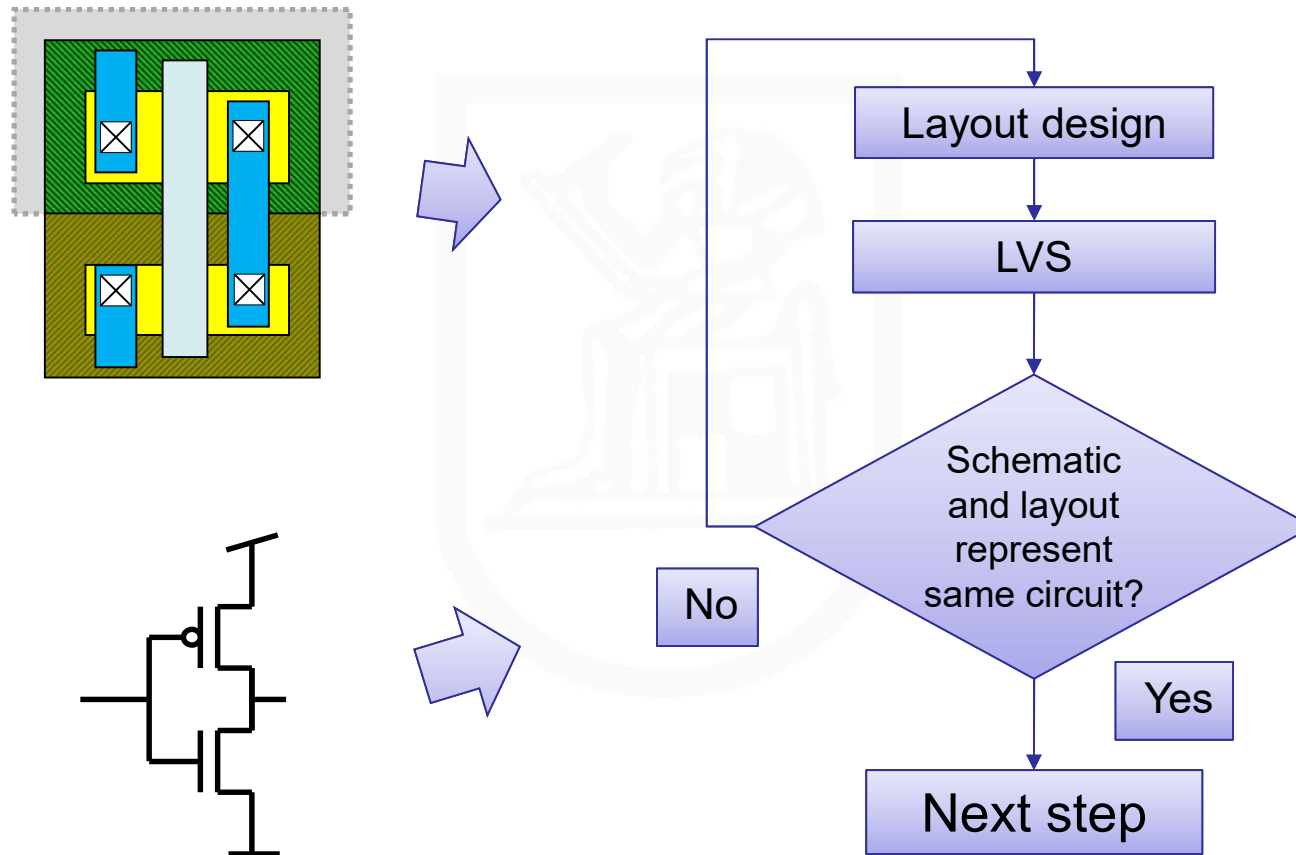 Layout design
LVS
Schematic
and layout
represent
same circuit?
No
Yes
Next step